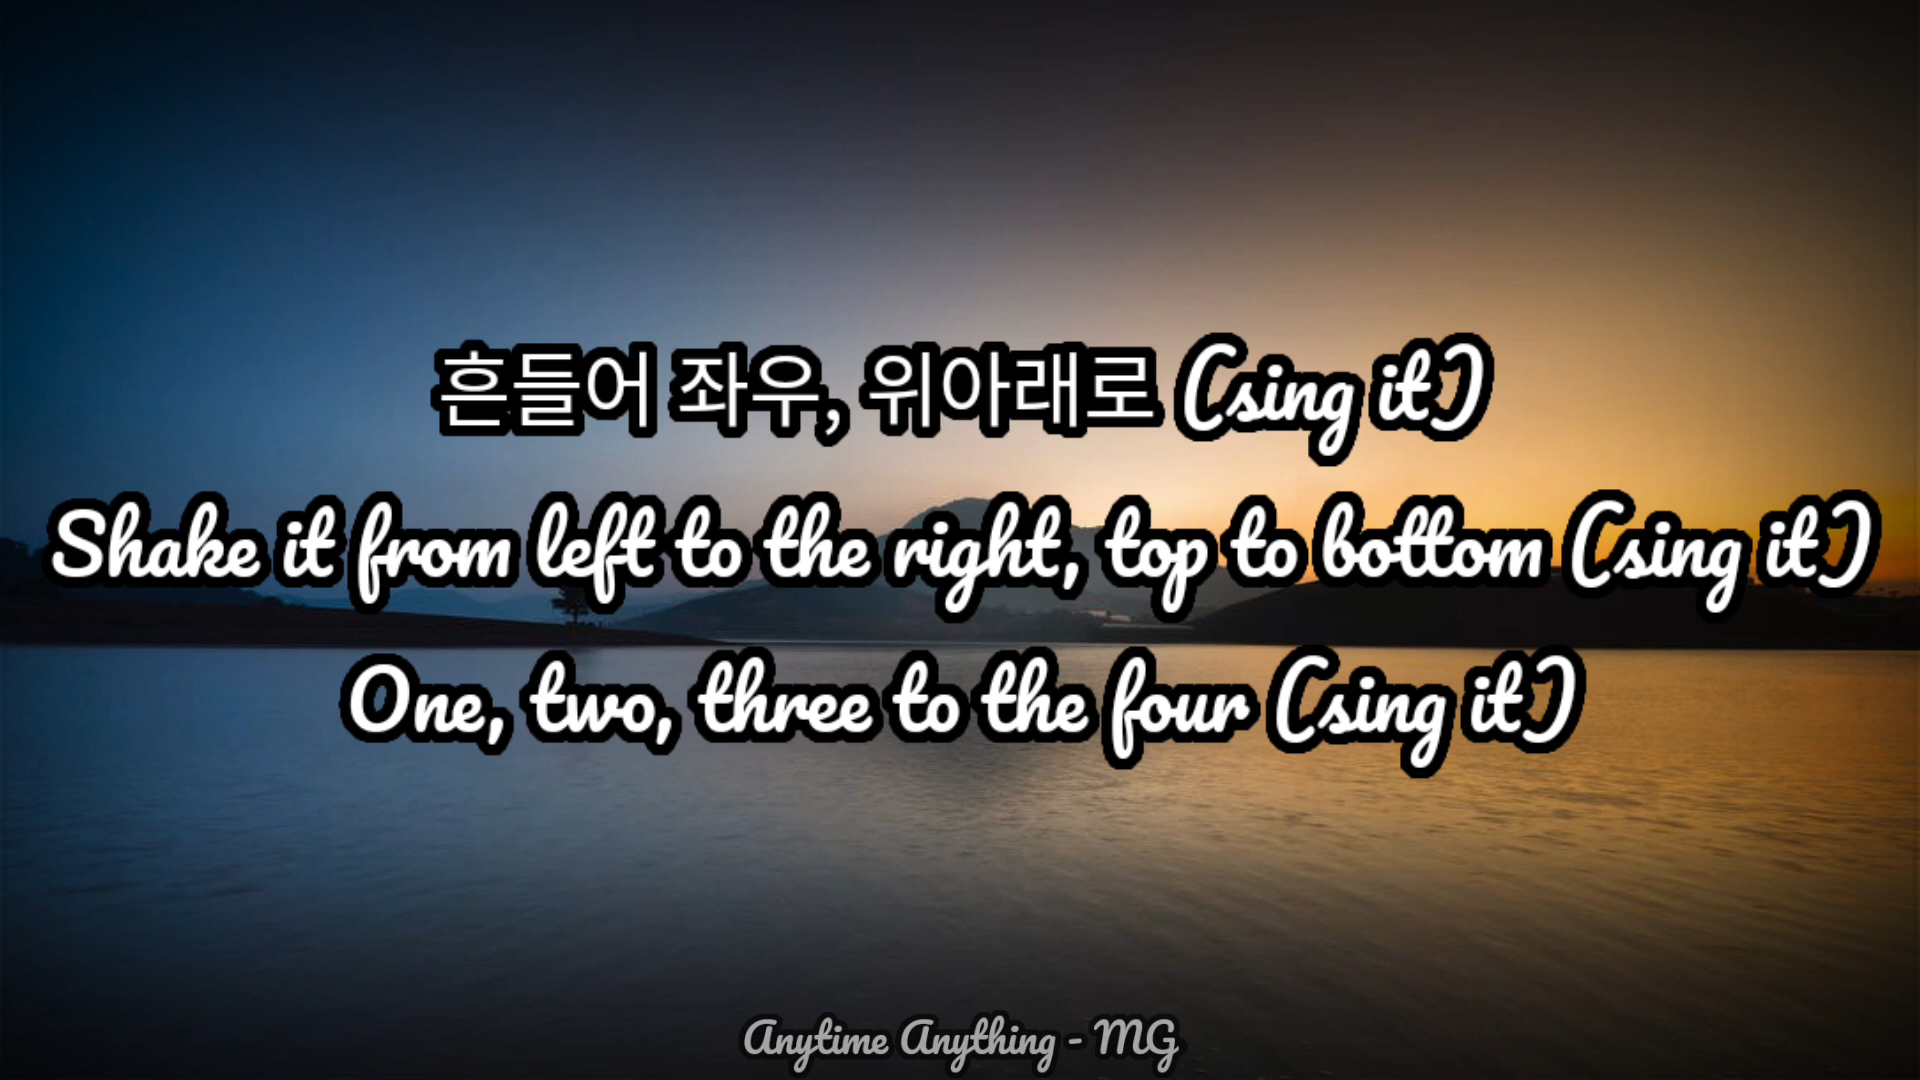 흔들어 좌우, 위아래로 (sing it)
Shake it from left to the right, top to bottom (sing it)
One, two, three to the four (sing it)
Anytime Anything - MG